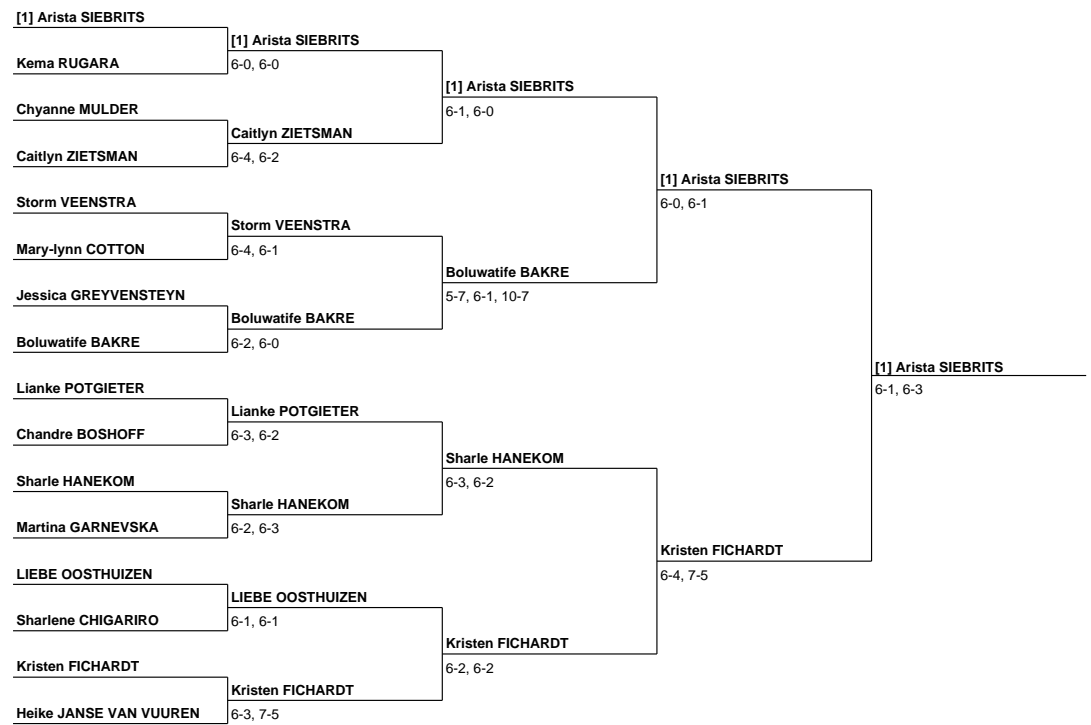 [1] Arista SIEBRITS
Kema RUGARA
Chyanne MULDER
Caitlyn ZIETSMAN
Storm VEENSTRA
Mary-lynn COTTON
Jessica GREYVENSTEYN
Boluwatife BAKRE
Lianke POTGIETER
Chandre BOSHOFF
Sharle HANEKOM
Martina GARNEVSKA
LIEBE OOSTHUIZEN
Sharlene CHIGARIRO
Kristen FICHARDT
Heike JANSE VAN VUUREN
[1] Arista SIEBRITS
6-0, 6-0
Caitlyn ZIETSMAN
6-4, 6-2
Storm VEENSTRA
6-4, 6-1
Boluwatife BAKRE
6-2, 6-0
Lianke POTGIETER
6-3, 6-2
Sharle HANEKOM
6-2, 6-3
LIEBE OOSTHUIZEN
6-1, 6-1
Kristen FICHARDT
6-3, 7-5
[1] Arista SIEBRITS
6-1, 6-0
Boluwatife BAKRE
5-7, 6-1, 10-7
Sharle HANEKOM
6-3, 6-2
Kristen FICHARDT
6-2, 6-2
[1] Arista SIEBRITS
6-0, 6-1
Kristen FICHARDT
6-4, 7-5
[1] Arista SIEBRITS
6-1, 6-3